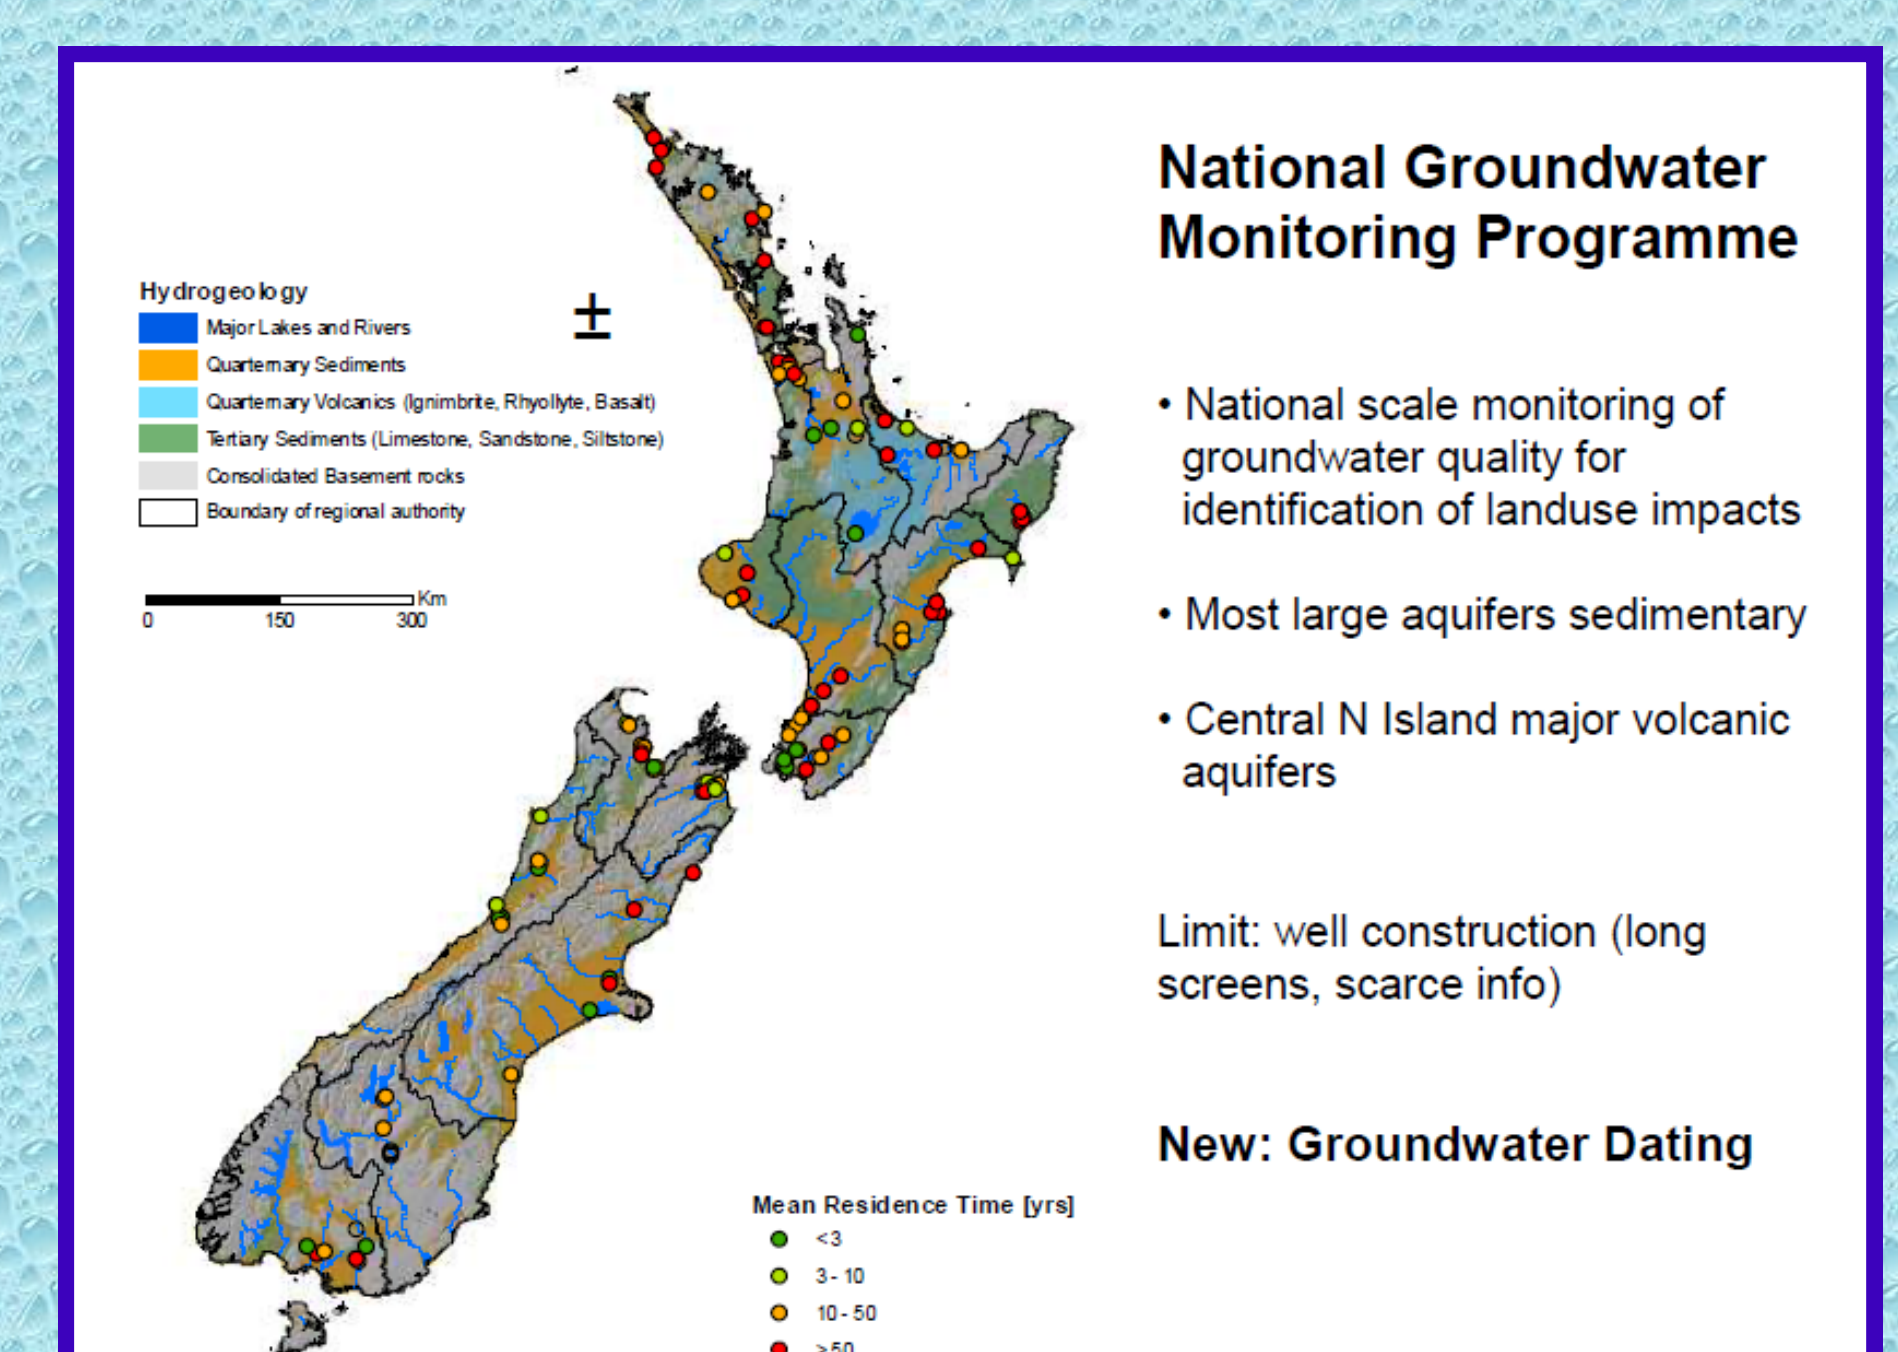 National Groundwater
Monitoring Programme
Hydrogeology
±
Major Lakes and Rivers
Quarternary Sediments
Quarternary Volcanics (Ignimbrite, Rhyollyte, Basalt)
Tertiary Sediments (Limestone, Sandstone, Siltstone)
Consolidated Basement rocks
Boundary of regional authority
Km
0 150 300
• National scale monitoring of
groundwater quality for
identification of landuse impacts
• Most large aquifers sedimentary
• Central N Island major volcanic
aquifers
Limit: well construction (long
screens, scarce info)
New: Groundwater Dating
Mean Residence Time [yrs]
<3
3 - 10
10 - 50
>50